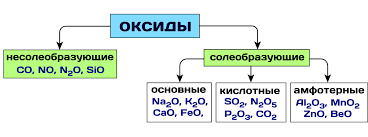 ОКСИДЫ
несолеобразующие
CO, NO, N₂O, SiO
солеобразующие
основные
Na₂O, K₂O,
CaO, FeO,
кислотные
SO₂, N₂O₅
P₂O₃, CO₂
амфотерные
Al₂O₃, MnO₂
ZnO, BeO